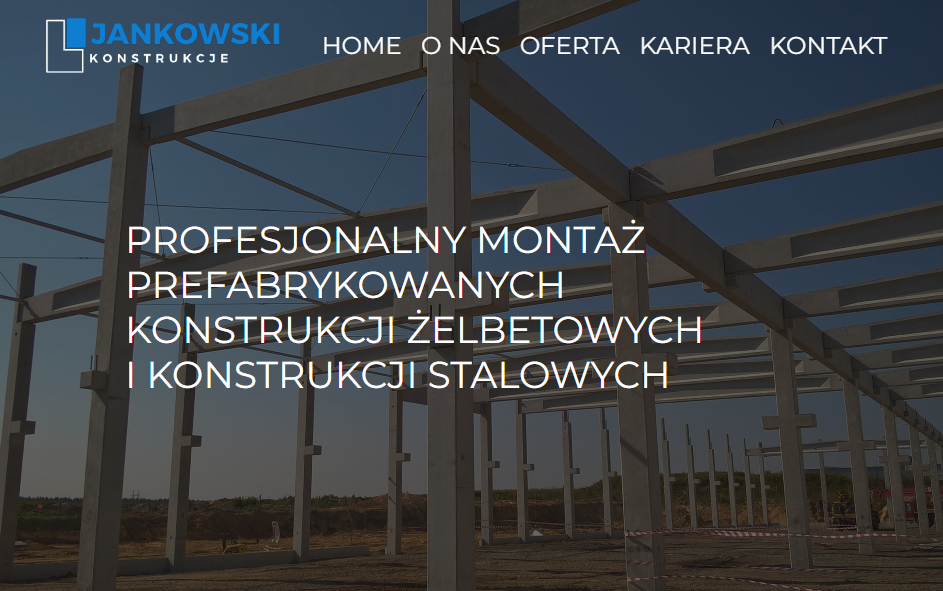 JANKOWSKI
KONSTRUKCJE
HOME O NAS OFERTA KARIERA KONTAKT
PROFESJONALNY MONTAŻ
PREFABRYKOWANYCH
KONSTRUKCJI ŻELBETOWYCH
I KONSTRUKCJI STALOWYCH